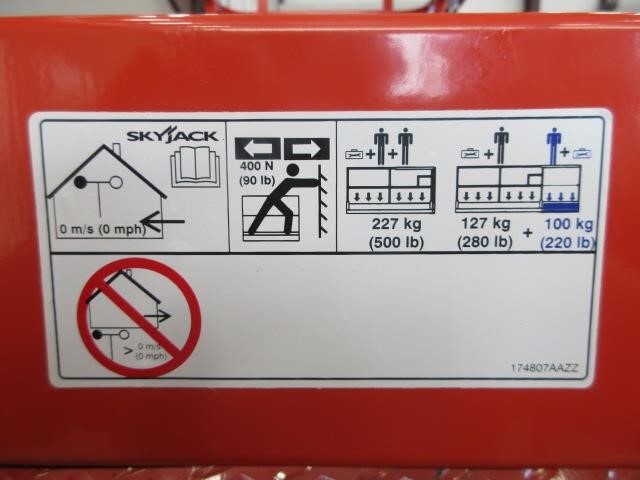 SKYJACK
0 m/s (0 mph)
400 N
(90 lb)
+ +
227 kg
(500 lb)
+
127 kg
(280 lb)
+
+
100 kg
(220 lb)
> 0 m/s
(0 mph)
174807AAZZ